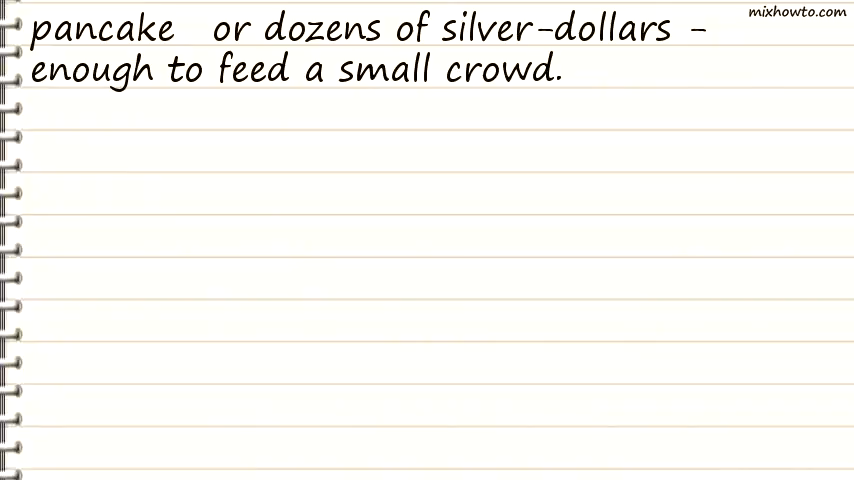 mixhowto.com
pancake or dozens of silver-dollars -
enough to feed a small crowd.